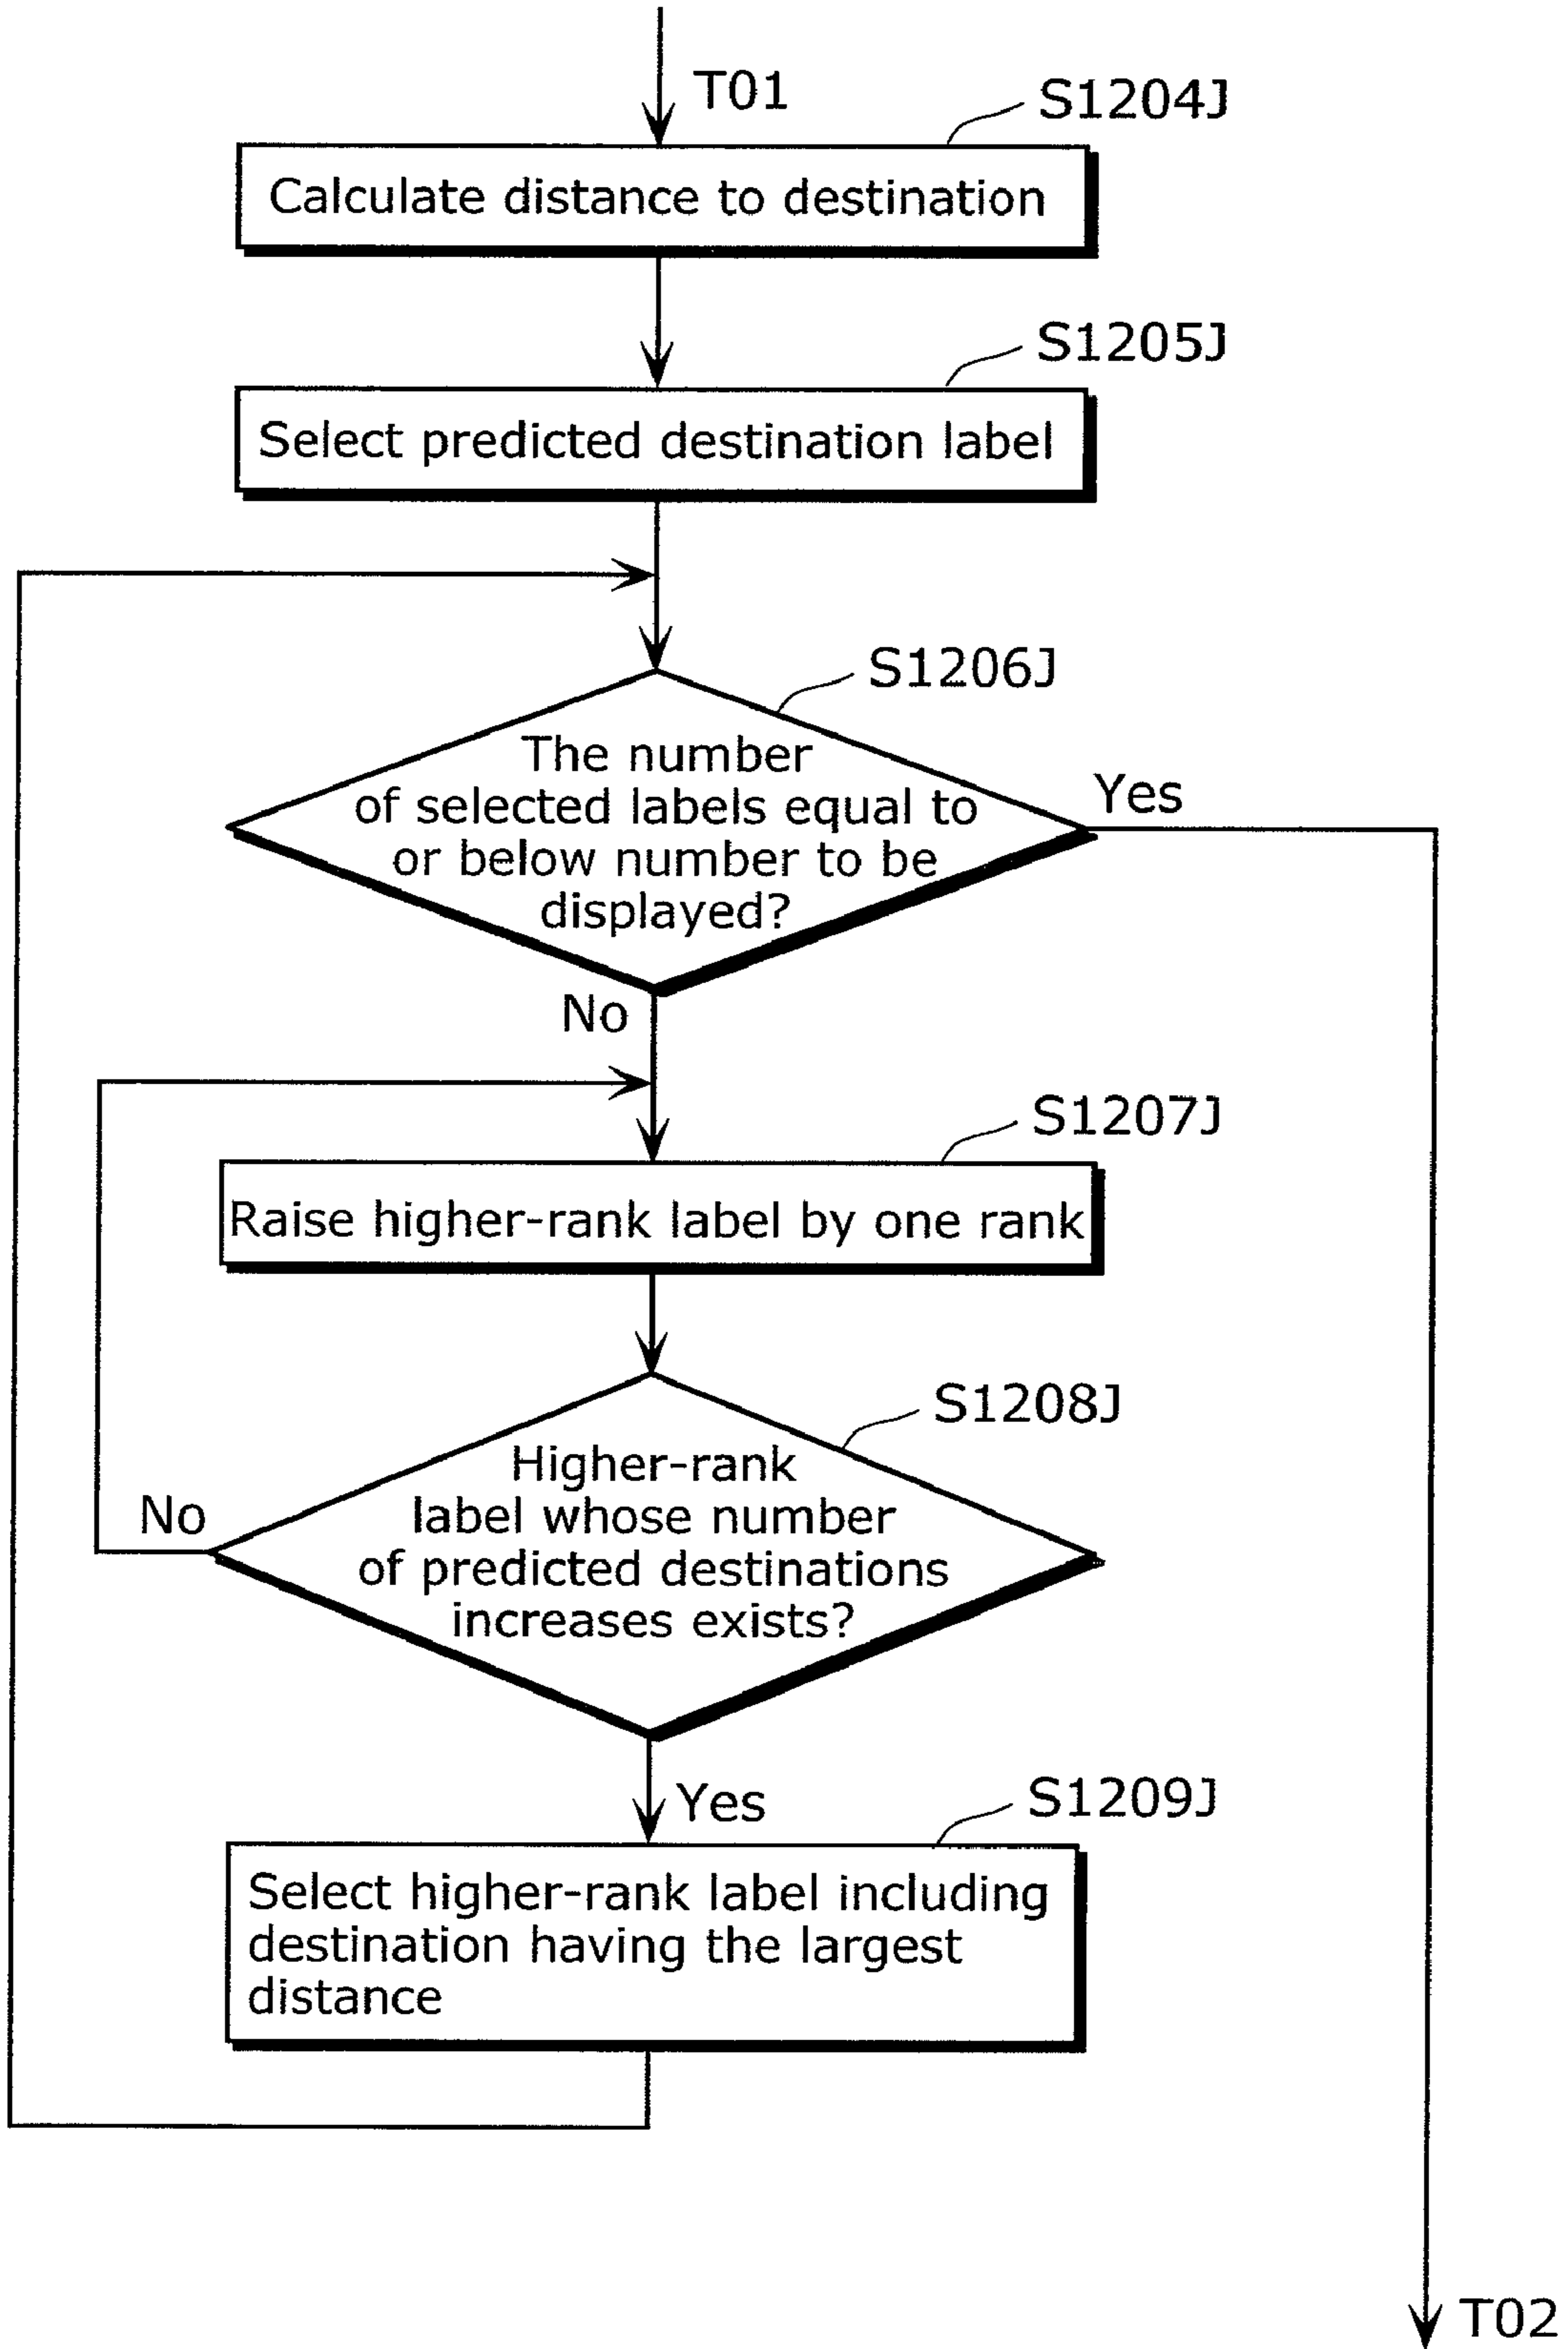 T01
S1204J
Calculate distance to destination
S1205J
Select predicted destination label
S1206J
The number
of selected labels equal to
or below number to be
displayed?
Yes
No
S1207J
Raise higher-rank label by one rank
S1208J
Higher-rank
label whose number
of predicted destinations
increases exists?
No
Yes
S1209J
Select higher-rank label including
destination having the largest
distance
T02